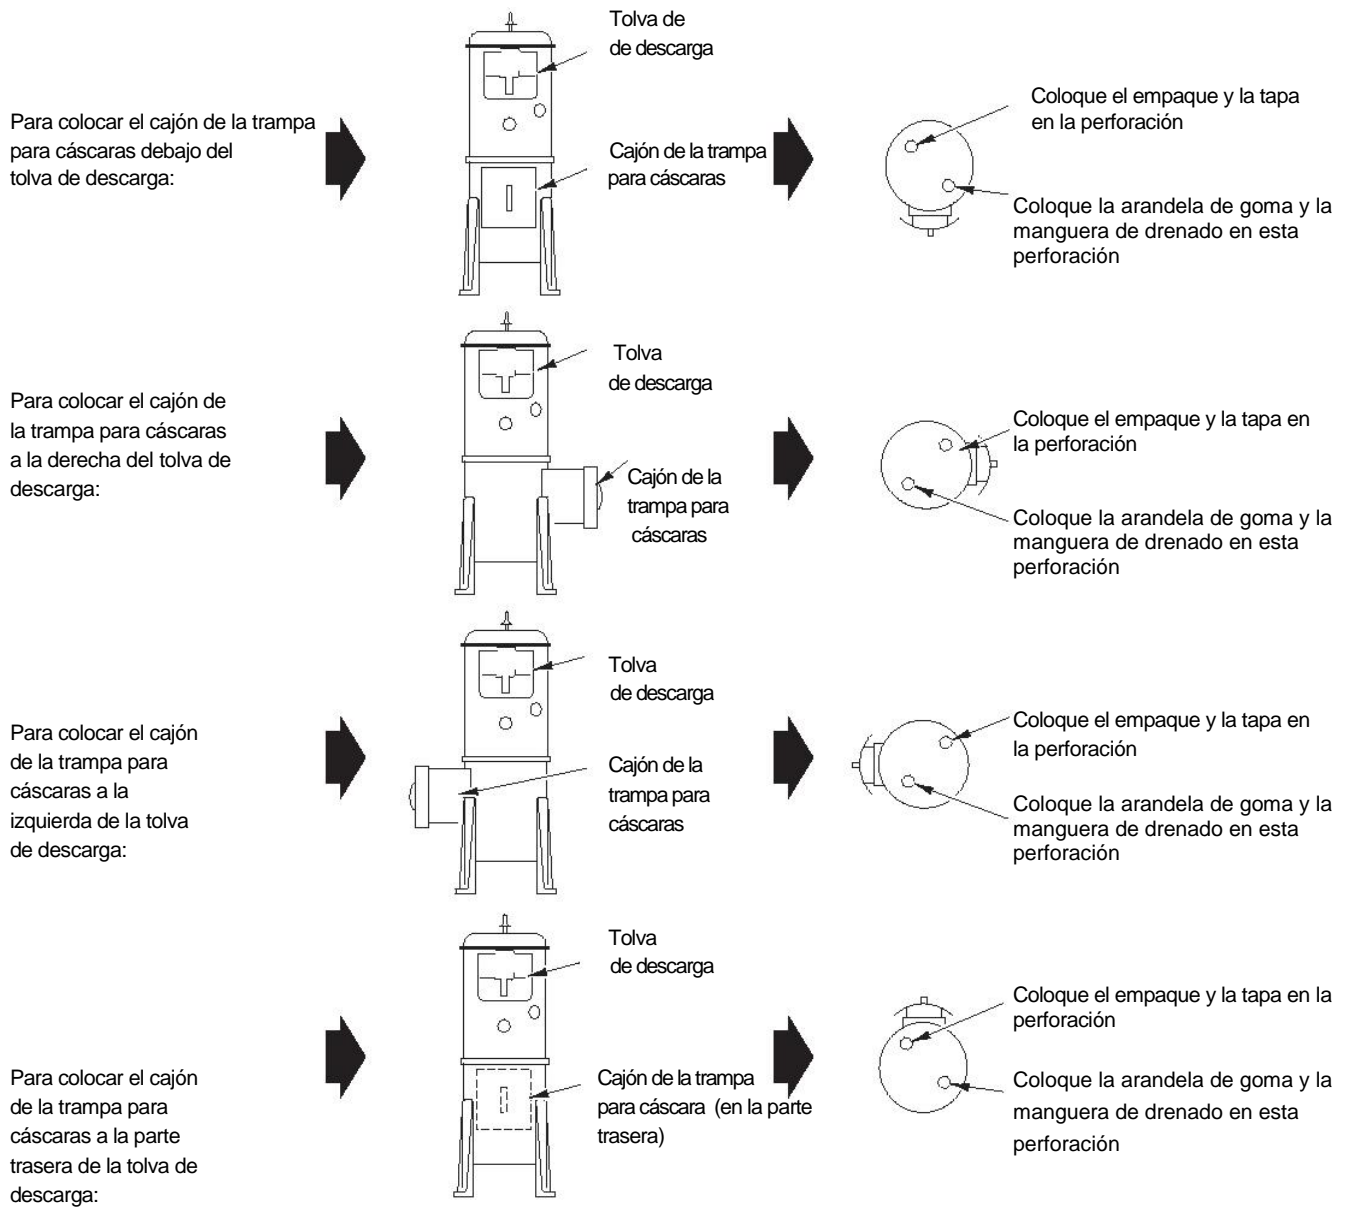 Para colocar el cajón de la trampa
para cáscaras debajo del
tolva de descarga:
Tolva de
de descarga
Cajón de la trampa
para cáscaras
Coloque el empaque y la tapa
en la perforación
Coloque la arandela de goma y la
manguera de drenado en esta
perforación
Para colocar el cajón de
la trampa para cáscaras
a la derecha del tolva de
descarga:
Tolva
de descarga
Cajón de la
trampa para
cáscaras
Coloque el empaque y la tapa en
la perforación
Coloque la arandela de goma y la
manguera de drenado en esta
perforación
Para colocar el cajón
de la trampa para
cáscaras a la
izquierda de la tolva
de descarga:
Tolva
de descarga
Cajón de la
trampa para
cáscaras
Coloque el empaque y la tapa en
la perforación
Coloque la arandela de goma y la
manguera de drenado en esta
perforación
Para colocar el cajón
de la trampa para
cáscaras a la parte
trasera de la tolva de
descarga:
Tolva
de descarga
Cajón de la trampa
para cáscara (en la parte
trasera)
Coloque el empaque y la tapa en la
perforación
Coloque la arandela de goma y la
manguera de drenado en esta
perforación